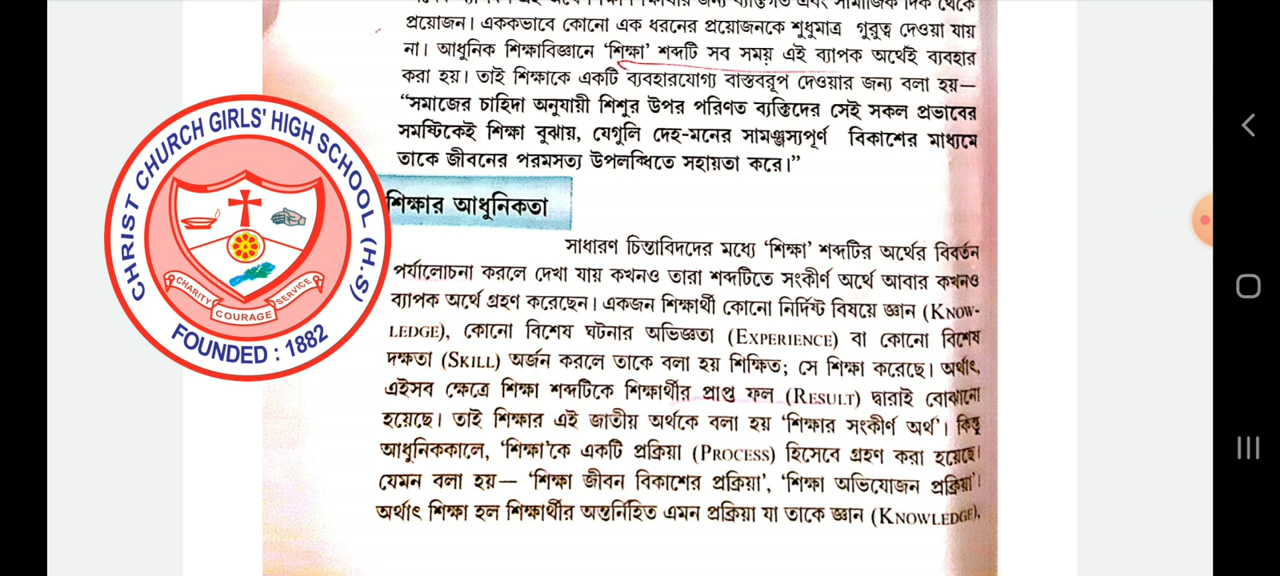 প্রয়োজন। এককভাবে কোনো এক ধরনের প্রয়োজনকে শুধুমাত্র গুরুত্ব দেওয়া যায়
না। আধুনিক শিক্ষাবিজ্ঞানে ‘শিক্ষা’ শব্দটি সব সময় এই ব্যাপক অর্থেই ব্যবহার
করা হয়। তাই শিক্ষাকে একটি ব্যবহারযোগ্য বাস্তবরূপ দেওয়ার জন্য বলা হয়—
“সমাজের চাহিদা অনুযায়ী শিশুর উপর পরিণত ব্যক্তিদের সেই সকল প্রভাবের
সমষ্টিকেই শিক্ষা বুঝায়, যেগুলি দেহ-মনের সামঞ্জস্যপূর্ণ বিকাশের মাধ্যমে
তাকে জীবনের পরমসত্য উপলব্ধিতে সহায়তা করে।”
শিক্ষার আধুনিকতা
সাধারণ চিন্তাবিদদের মধ্যে ‘শিক্ষা’ শব্দটির অর্থের বিবর্তন
পর্যালোচনা করলে দেখা যায় কখনও তারা শব্দটিতে সংকীর্ণ অর্থে আবার কখনও
ব্যাপক অর্থে গ্রহণ করেছেন। একজন শিক্ষার্থী কোনো নির্দিষ্ট বিষয়ে জ্ঞান (KNOW-
LEDGE), কোনো বিশেষ ঘটনার অভিজ্ঞতা (EXPERIENCE) বা কোনো বিশেষ
দক্ষতা (SKILL) অর্জন করলে তাকে বলা হয় শিক্ষিত; সে শিক্ষা করেছে। অর্থাৎ,
এইসব ক্ষেত্রে শিক্ষা শব্দটিকে শিক্ষার্থীর প্রাপ্ত ফল (RESULT) দ্বারাই বোঝানো
হয়েছে। তাই শিক্ষার এই জাতীয় অর্থকে বলা হয় ‘শিক্ষার সংকীর্ণ অর্থ’। কিন্তু
আধুনিককালে, ‘শিক্ষা’কে একটি প্রক্রিয়া (PROCESS) হিসেবে গ্রহণ করা হয়েছে।
যেমন বলা হয়— ‘শিক্ষা জীবন বিকাশের প্রক্রিয়া’, ‘শিক্ষা অভিযোজন প্রক্রিয়া’।
অর্থাৎ শিক্ষা হল শিক্ষার্থীর অন্তর্নিহিত এমন প্রক্রিয়া যা তাকে জ্ঞান (KNOWLEDGE),
CHRIST CHURCH GIRLS' HIGH SCHOOL (H.S)
CHARITY
COURAGE
SERVICE
FOUNDED : 1882